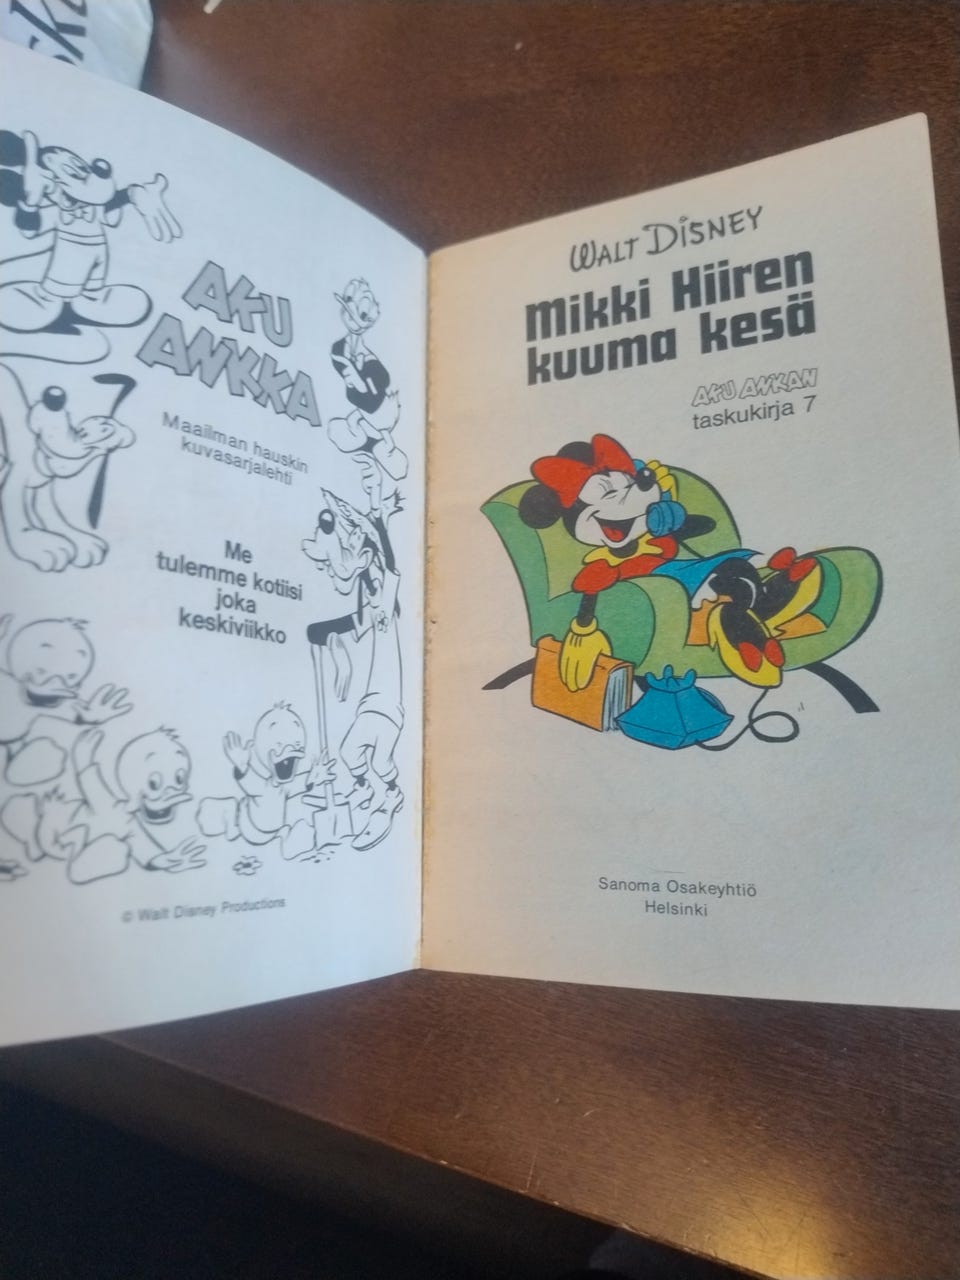 AKU
ANKKA
Maailman hauskin
kuvasarjalehti
Me
tulemme kotiisi
joka
keskiviikko
© Walt Disney Productions
WALT DISNEY
Mikki Hiiren
kuuma kesä
AKU ANKAN
taskukirja 7
Sanoma Osakeyhtiö
Helsinki